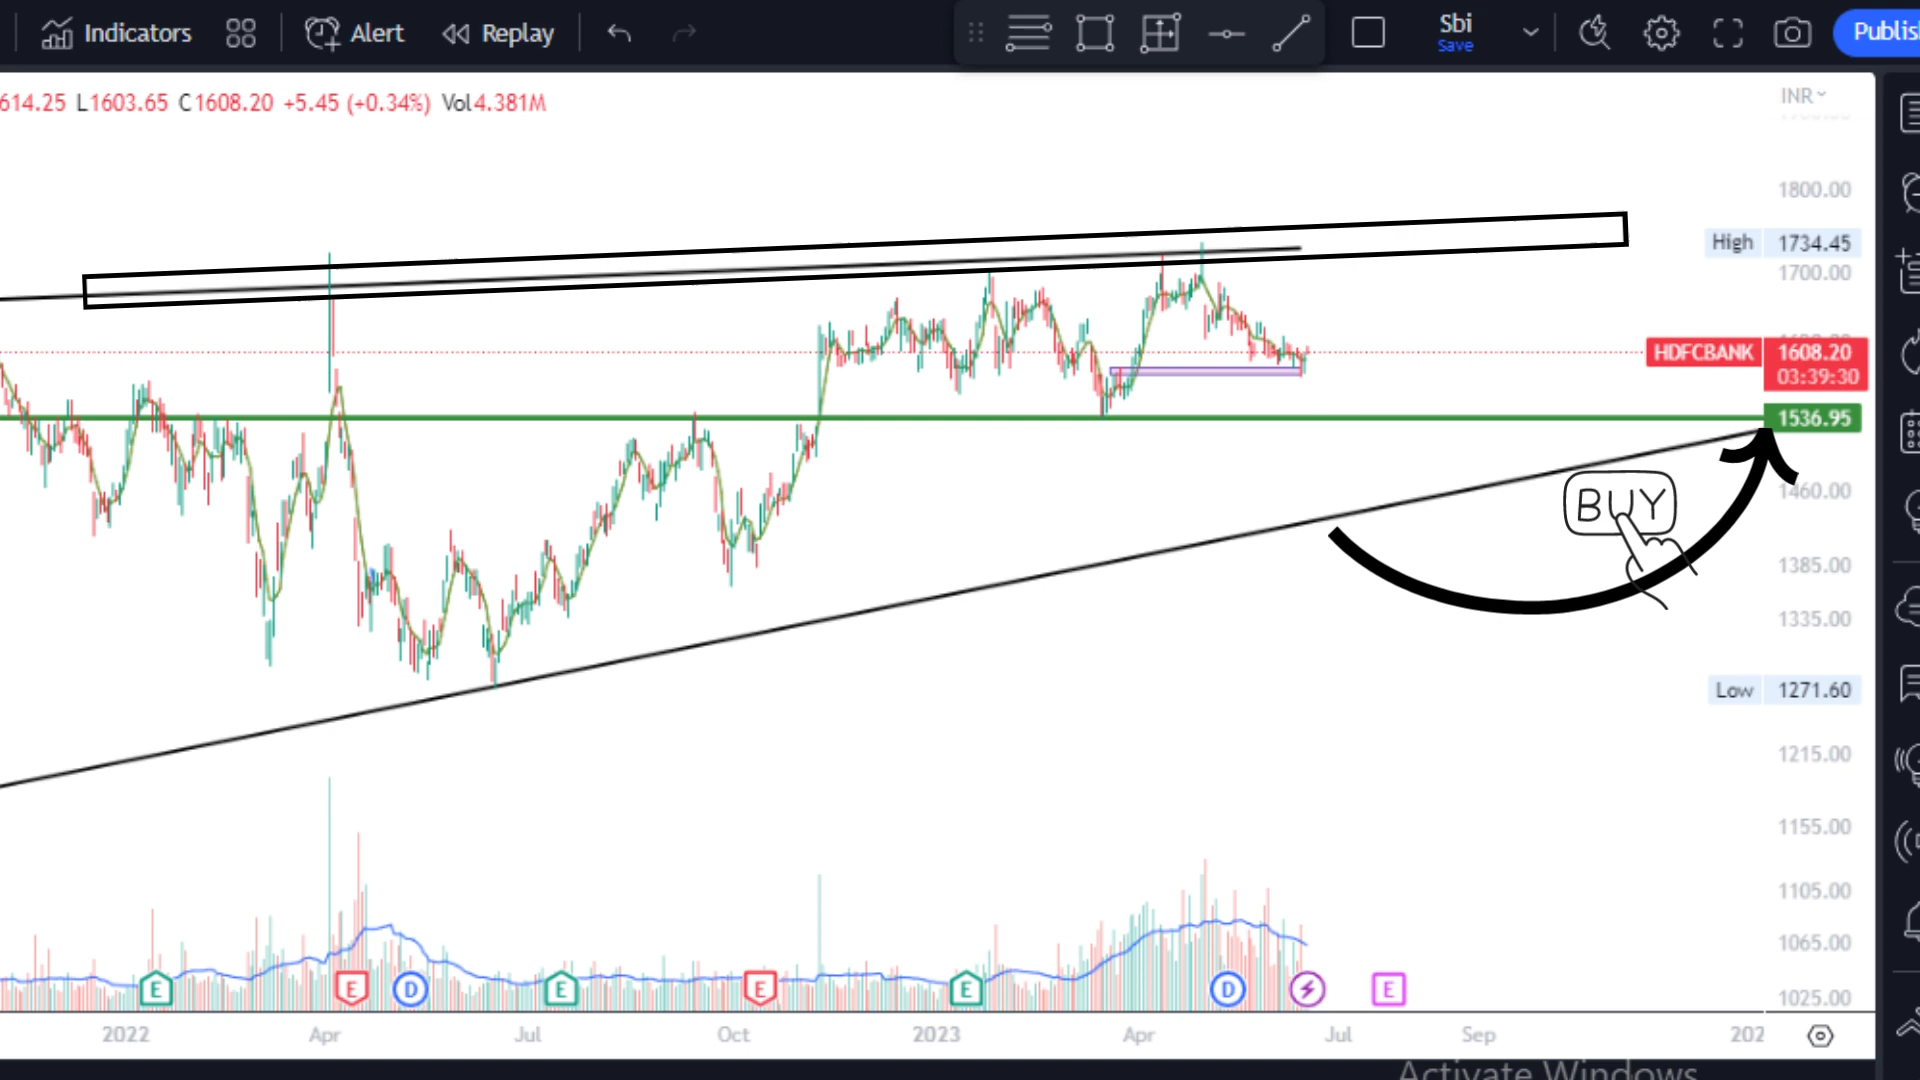 Indicators
Alert
Replay
Sbi
Save
Publish
614.25 L1603.65 C1608.20 +5.45 (+0.34%) Vol4.381M
INR
1800.00
High 1734.45
1700.00
HDFCBANK 1608.20
03:39:30
1536.95
BUY
1460.00
1385.00
1335.00
Low 1271.60
1215.00
1155.00
1105.00
1065.00
1025.00
E E D E E E D E
2022 Apr Jul Oct 2023 Apr Jul Sep 202
Activate Windows